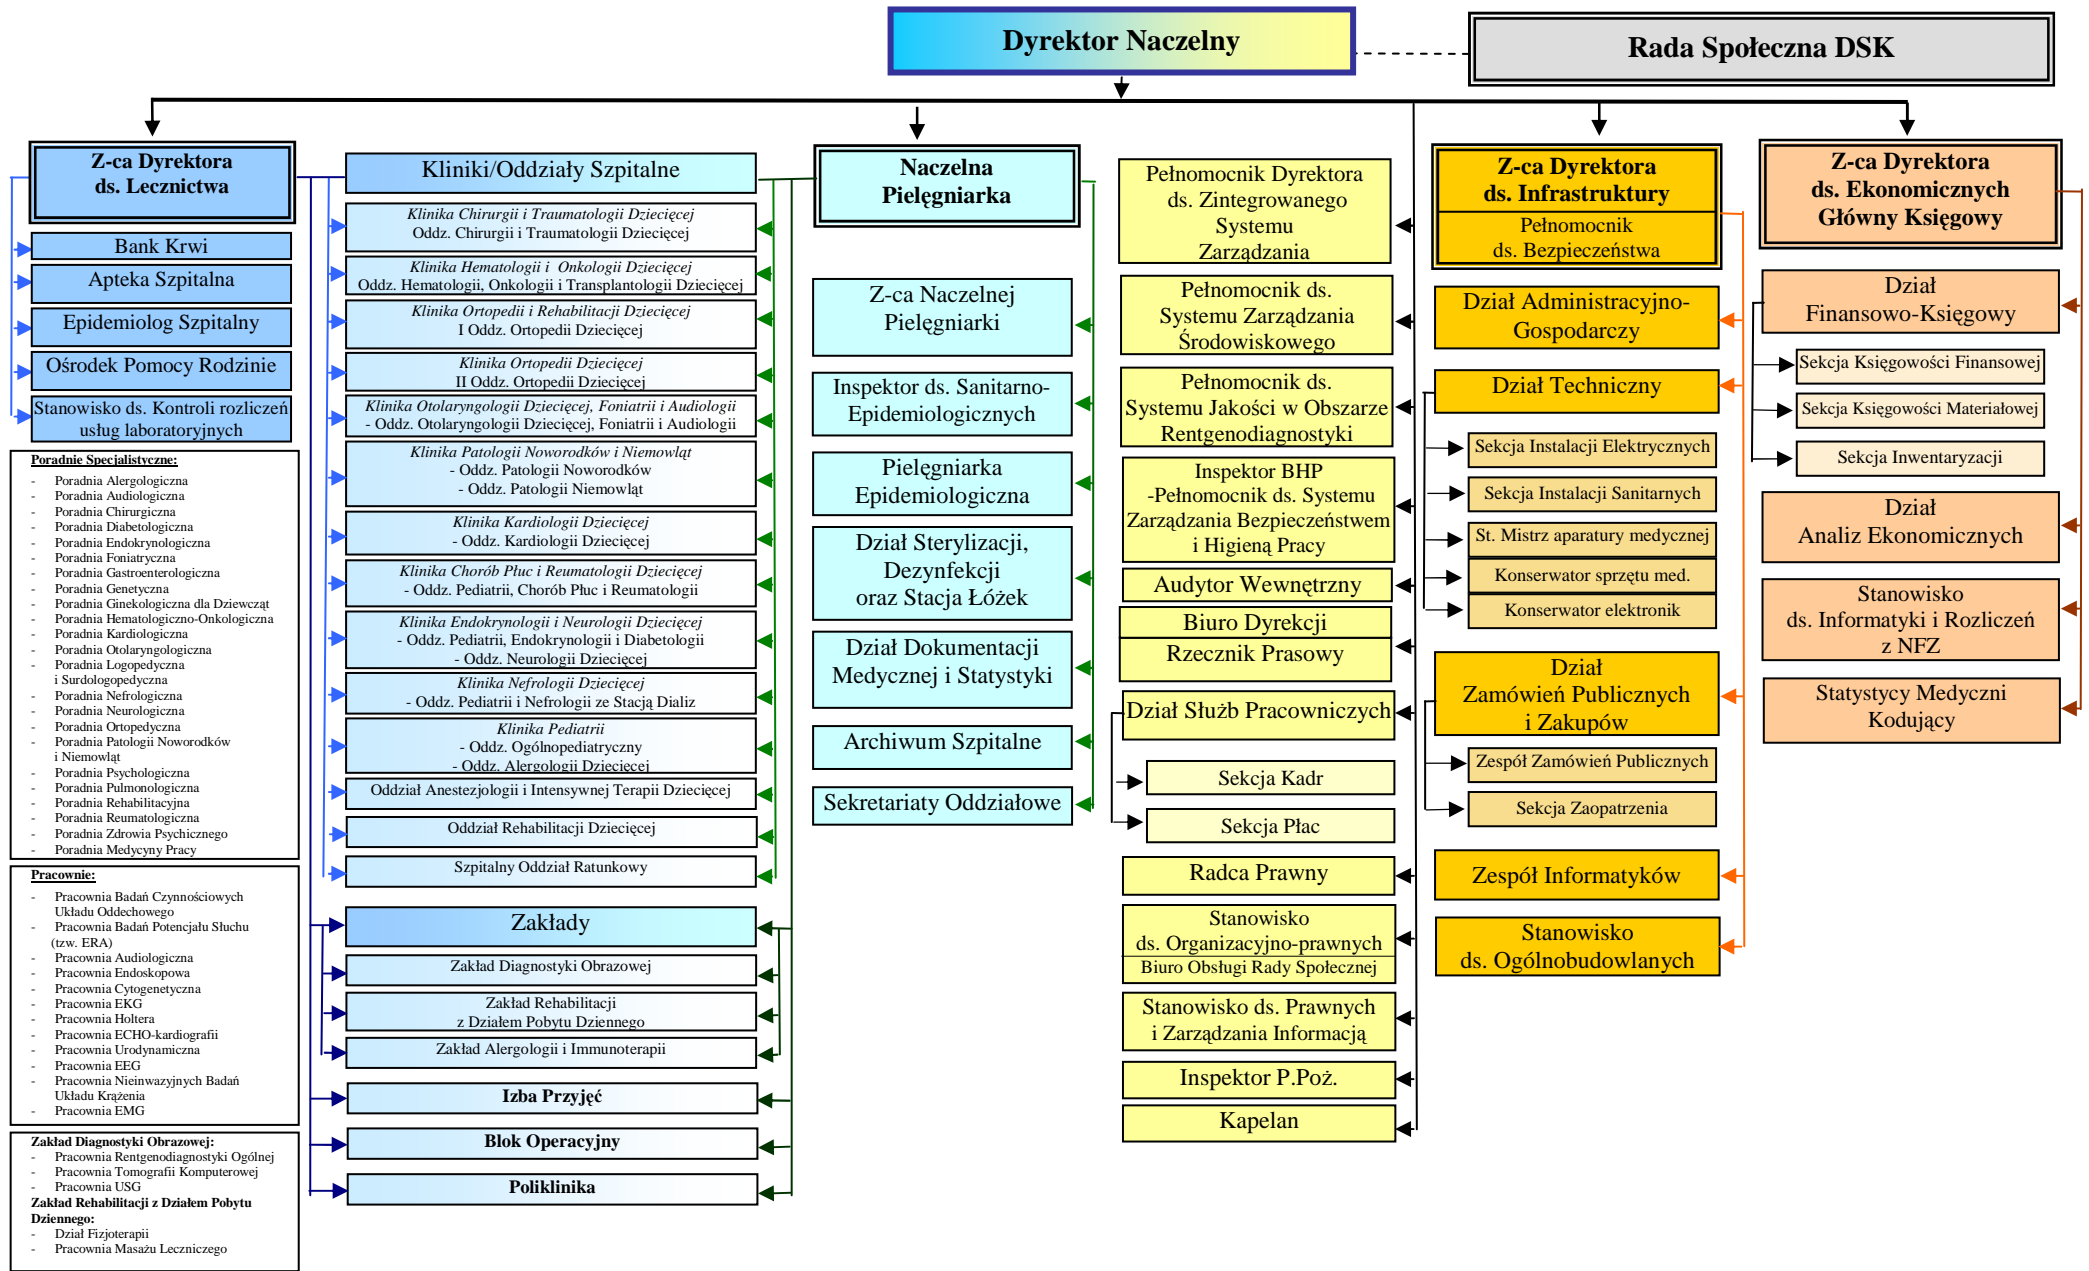 Dyrektor Naczelny
Rada Społeczna DSK
Z-ca Dyrektora
ds. Lecznictwa
Bank Krwi
Apteka Szpitalna
Epidemiolog Szpitalny
Ośrodek Pomocy Rodzinie
Stanowisko ds. Kontroli rozliczeń
usług laboratoryjnych
Poradnie Specjalistyczne:
- Poradnia Alergologiczna
- Poradnia Audiologiczna
- Poradnia Chirurgiczna
- Poradnia Diabetologiczna
- Poradnia Endokrynologiczna
- Poradnia Foniatryczna
- Poradnia Gastroenterologiczna
- Poradnia Genetyczna
- Poradnia Ginekologiczna dla Dziewcząt
- Poradnia Hematologiczno-Onkologiczna
- Poradnia Kardiologiczna
- Poradnia Otolaryngologiczna
- Poradnia Logopedyczna
i Surdologopedyczna
- Poradnia Nefrologiczna
- Poradnia Neurologiczna
- Poradnia Ortopedyczna
- Poradnia Patologii Noworodków
i Niemowląt
- Poradnia Psychologiczna
- Poradnia Pulmonologiczna
- Poradnia Rehabilitacyjna
- Poradnia Reumatologiczna
- Poradnia Zdrowia Psychicznego
- Poradnia Medycyny Pracy
Pracownie:
- Pracownia Badań Czynnościowych
Układu Oddechowego
- Pracownia Badań Potencjału Słuchu
(tzw. ERA)
- Pracownia Audiologiczna
- Pracownia Endoskopowa
- Pracownia Cytogenetyczna
- Pracownia EKG
- Pracownia Holtera
- Pracownia ECHO-kardiografii
- Pracownia Urodynamiczna
- Pracownia EEG
- Pracownia Nieinwazyjnych Badań
Układu Krążenia
- Pracownia EMG
Zakład Diagnostyki Obrazowej:
- Pracownia Rentgenodiagnostyki Ogólnej
- Pracownia Tomografii Komputerowej
- Pracownia USG
Zakład Rehabilitacji z Działem Pobytu
Dziennego:
- Dział Fizjoterapii
- Pracownia Masażu Leczniczego
Kliniki/Oddziały Szpitalne
Klinika Chirurgii i Traumatologii Dziecięcej
Oddz. Chirurgii i Traumatologii Dziecięcej
Klinika Hematologii i Onkologii Dziecięcej
Oddz. Hematologii, Onkologii i Transplantologii Dziecięcej
Klinika Ortopedii i Rehabilitacji Dziecięcej
I Oddz. Ortopedii Dziecięcej
Klinika Ortopedii Dziecięcej
II Oddz. Ortopedii Dziecięcej
Klinika Otolaryngologii Dziecięcej, Foniatrii i Audiologii
- Oddz. Otolaryngologii Dziecięcej, Foniatrii i Audiologii
Klinika Patologii Noworodków i Niemowląt
- Oddz. Patologii Noworodków
- Oddz. Patologii Niemowląt
Klinika Kardiologii Dziecięcej
- Oddz. Kardiologii Dziecięcej
Klinika Chorób Płuc i Reumatologii Dziecięcej
- Oddz. Pediatrii, Chorób Płuc i Reumatologii
Klinika Endokrynologii i Neurologii Dziecięcej
- Oddz. Pediatrii, Endokrynologii i Diabetologii
- Oddz. Neurologii Dziecięcej
Klinika Nefrologii Dziecięcej
- Oddz. Pediatrii i Nefrologii ze Stacją Dializ
Klinika Pediatrii
- Oddz. Ogólnopediatryczny
- Oddz. Alergologii Dziecięcej
Oddział Anestezjologii i Intensywnej Terapii Dziecięcej
Oddział Rehabilitacji Dziecięcej
Szpitalny Oddział Ratunkowy
Zakłady
Zakład Diagnostyki Obrazowej
Zakład Rehabilitacji
z Działem Pobytu Dziennego
Zakład Alergologii i Immunoterapii
Izba Przyjęć
Blok Operacyjny
Poliklinika
Naczelna
Pielęgniarka
Z-ca Naczelnej
Pielęgniarki
Inspektor ds. Sanitarno-
Epidemiologicznych
Pielęgniarka
Epidemiologiczna
Dział Sterylizacji,
Dezynfekcji
oraz Stacja Łóżek
Dział Dokumentacji
Medycznej i Statystyki
Archiwum Szpitalne
Sekretariaty Oddziałowe
Pełnomocnik Dyrektora
ds. Zintegrowanego
Systemu
Zarządzania
Pełnomocnik ds.
Systemu Zarządzania
Środowiskowego
Pełnomocnik ds.
Systemu Jakości w Obszarze
Rentgenodiagnostyki
Inspektor BHP
-Pełnomocnik ds. Systemu
Zarządzania Bezpieczeństwem
i Higieną Pracy
Audytor Wewnętrzny
Biuro Dyrekcji
Rzecznik Prasowy
Dział Służb Pracowniczych
Sekcja Kadr
Sekcja Płac
Radca Prawny
Stanowisko
ds. Organizacyjno-prawnych
Biuro Obsługi Rady Społecznej
Stanowisko ds. Prawnych
i Zarządzania Informacją
Inspektor P.Poż.
Kapelan
Z-ca Dyrektora
ds. Infrastruktury
Pełnomocnik
ds. Bezpieczeństwa
Dział Administracyjno-
Gospodarczy
Dział Techniczny
Sekcja Instalacji Elektrycznych
Sekcja Instalacji Sanitarnych
St. Mistrz aparatury medycznej
Konserwator sprzętu med.
Konserwator elektronik
Dział
Zamówień Publicznych
i Zakupów
Zespół Zamówień Publicznych
Sekcja Zaopatrzenia
Zespół Informatyków
Stanowisko
ds. Ogólnobudowlanych
Z-ca Dyrektora
ds. Ekonomicznych
Główny Księgowy
Dział
Finansowo-Księgowy
Sekcja Księgowości Finansowej
Sekcja Księgowości Materiałowej
Sekcja Inwentaryzacji
Dział
Analiz Ekonomicznych
Stanowisko
ds. Informatyki i Rozliczeń
z NFZ
Statystycy Medyczni
Kodujący